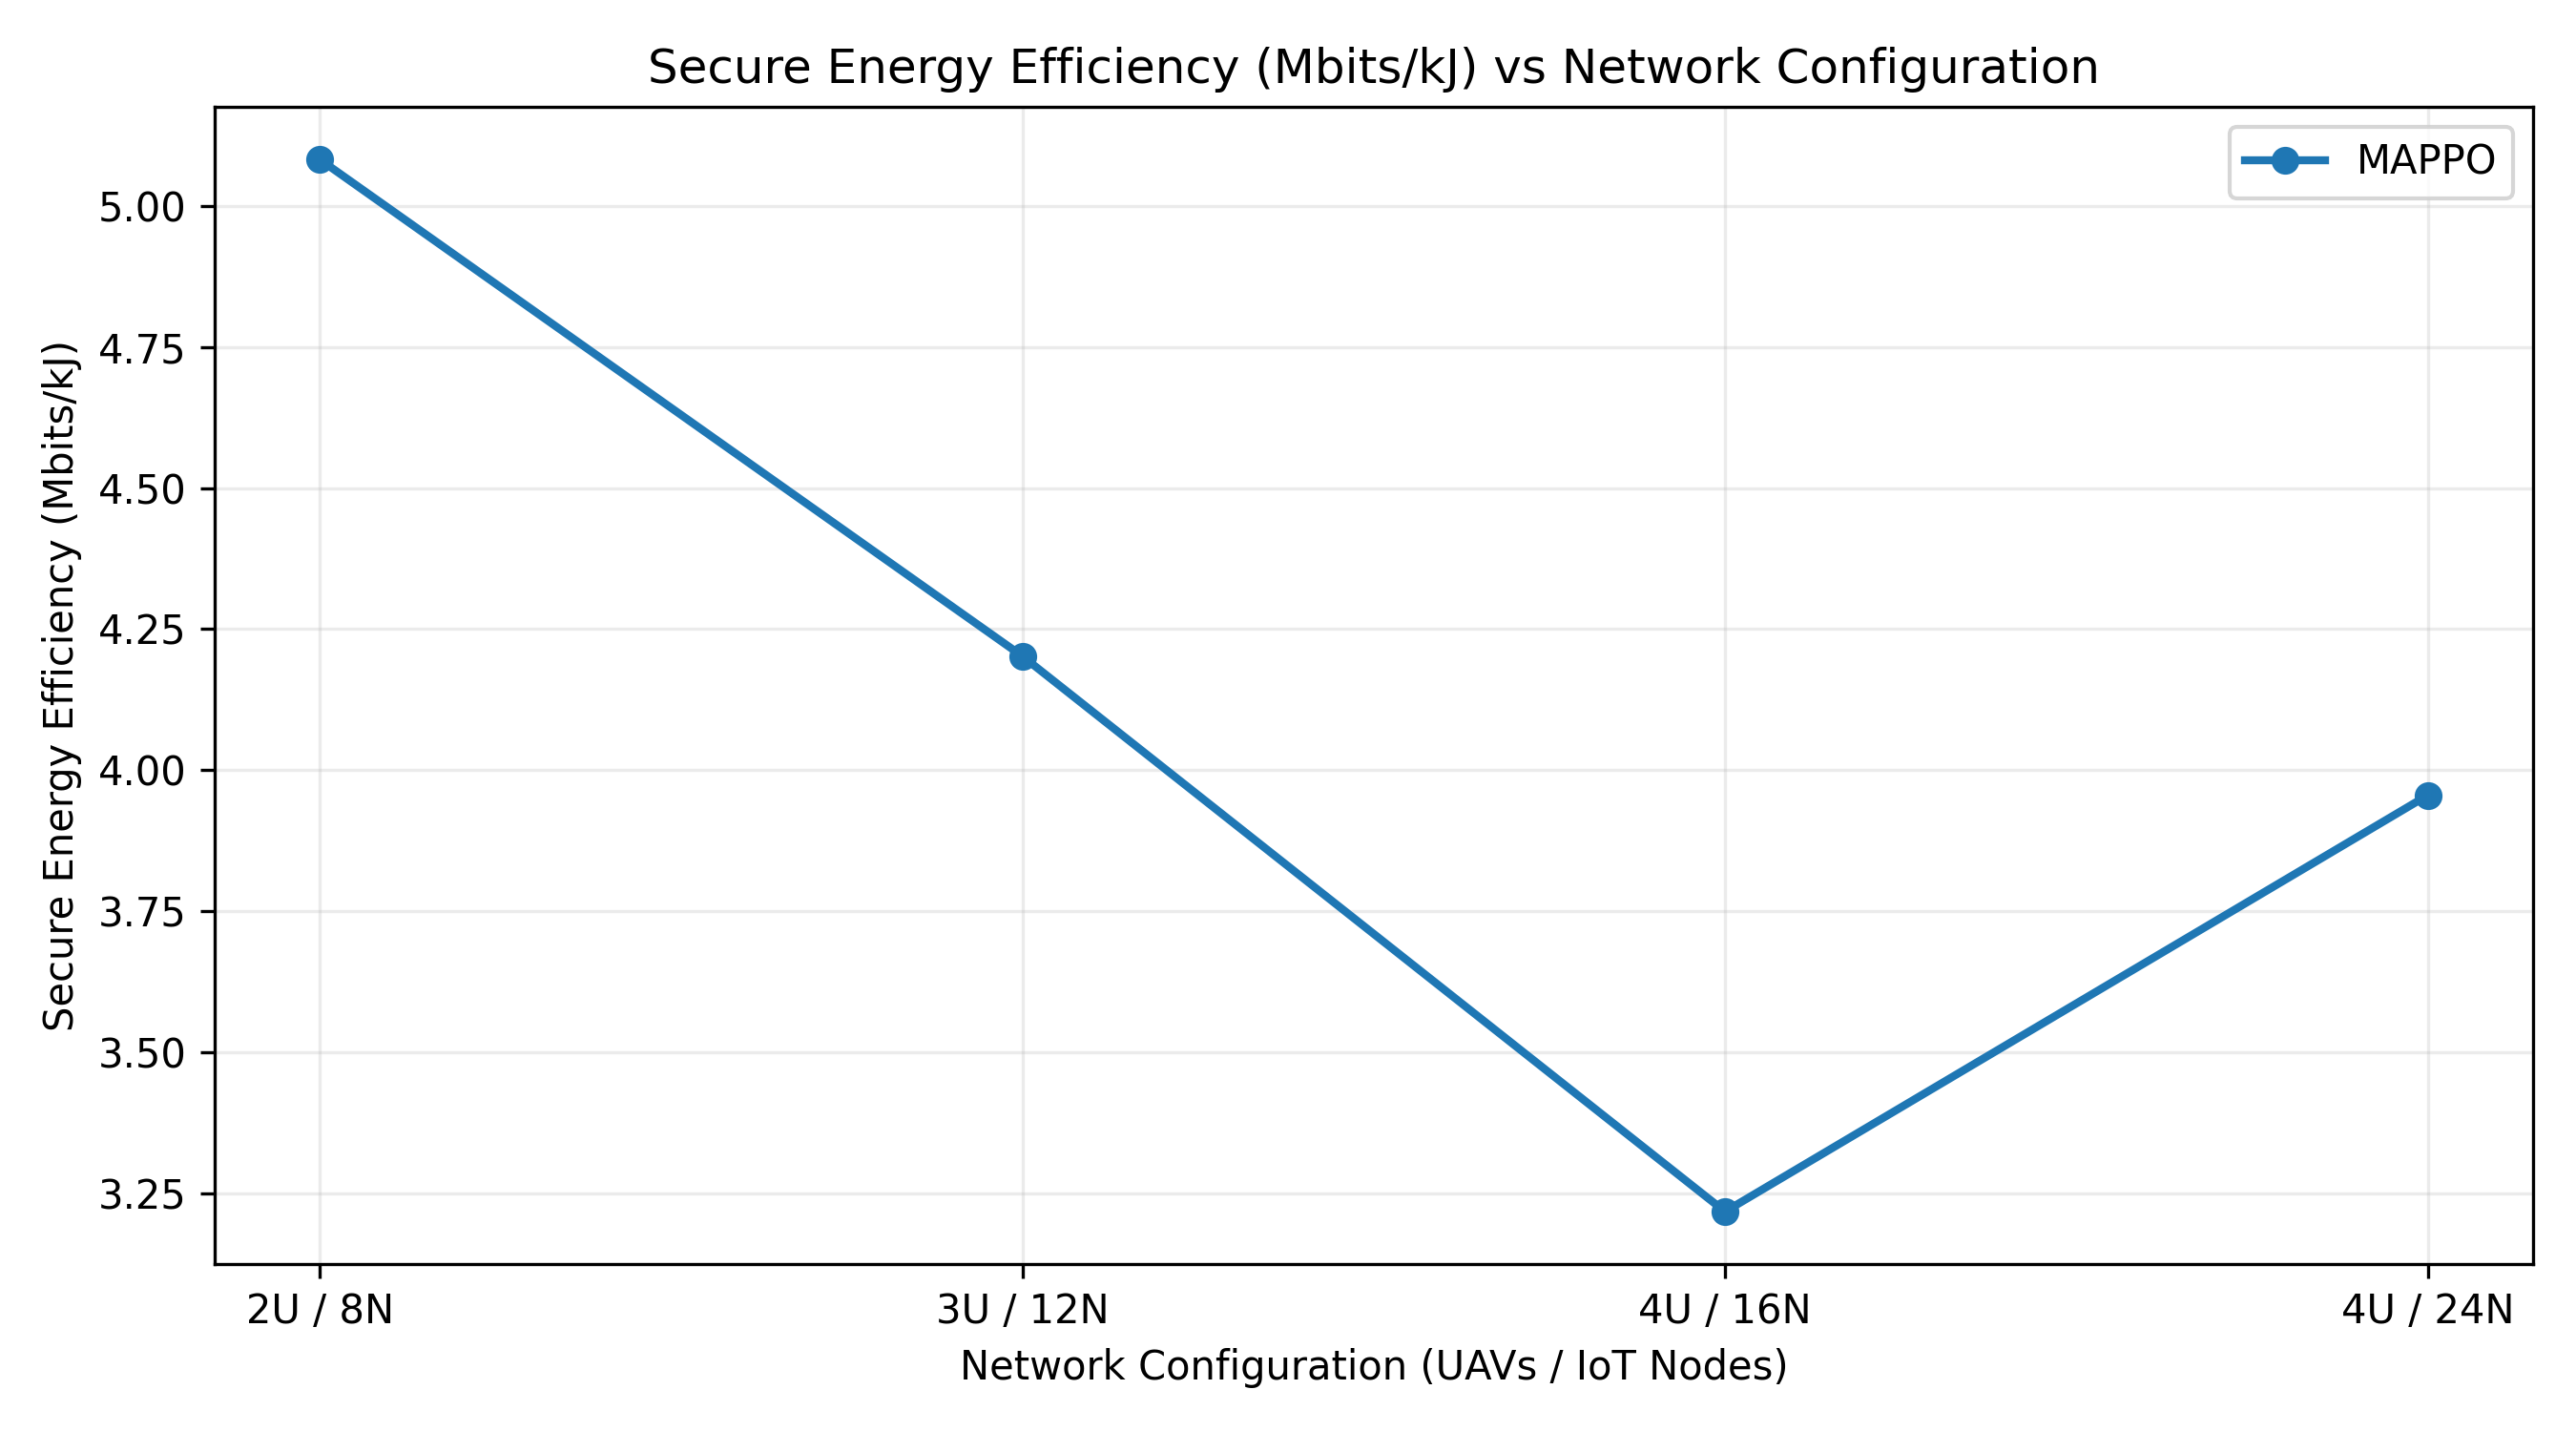 Secure Energy Efficiency (Mbits/kJ) vs Network Configuration
MAPPO
Secure Energy Efficiency (Mbits/kJ)
5.00
4.75
4.50
4.25
4.00
3.75
3.50
3.25
2U / 8N
3U / 12N
4U / 16N
4U / 24N
Network Configuration (UAVs / IoT Nodes)